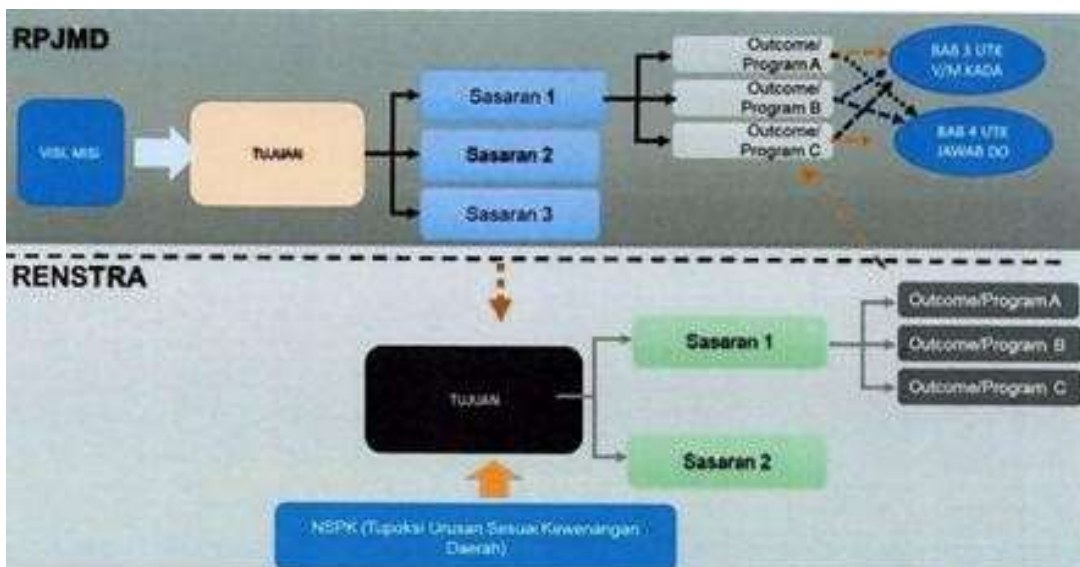 RPJMD
VISI, MISI
TUJUAN
Sasaran 1
Sasaran 2
Sasaran 3
Outcome/
Program A
Outcome/
Program B
Outcome/
Program C
BAB 3 UTK
V/M KADA
BAB 4 UTK
JAWAB DO
RENSTRA
TUJUAN
Sasaran 1
Sasaran 2
Outcome/Program A
Outcome/Program B
Outcome/Program C
NSPK (Tupoksi Urusan Sesuai Kewenangan
Daerah)